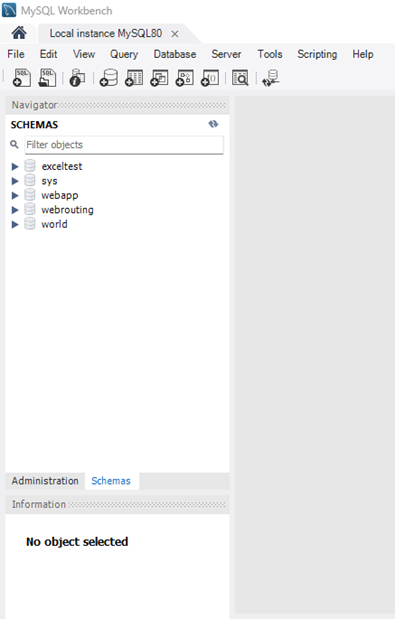 MySQL Workbench
Local instance MySQL80 ×
File Edit View Query Database Server Tools Scripting Help
Navigator
SCHEMAS
Filter objects
exceltest
sys
webapp
webrouting
world
Administration Schemas
Information
No object selected